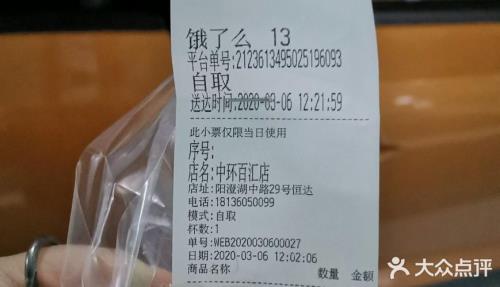 饿了么 13
平台单号:2123613495025196093
自取
送达时间:2020-03-06 12:21:59
此小票仅限当日使用
序号:
店名:中环百汇店
店址:阳澄湖中路29号恒达
电话:18136050099
模式:自取
杯数:1
单号:WEB2020030600027
日期:2020-03-06 12:02:06
商品名称 数量 金额
大众点评